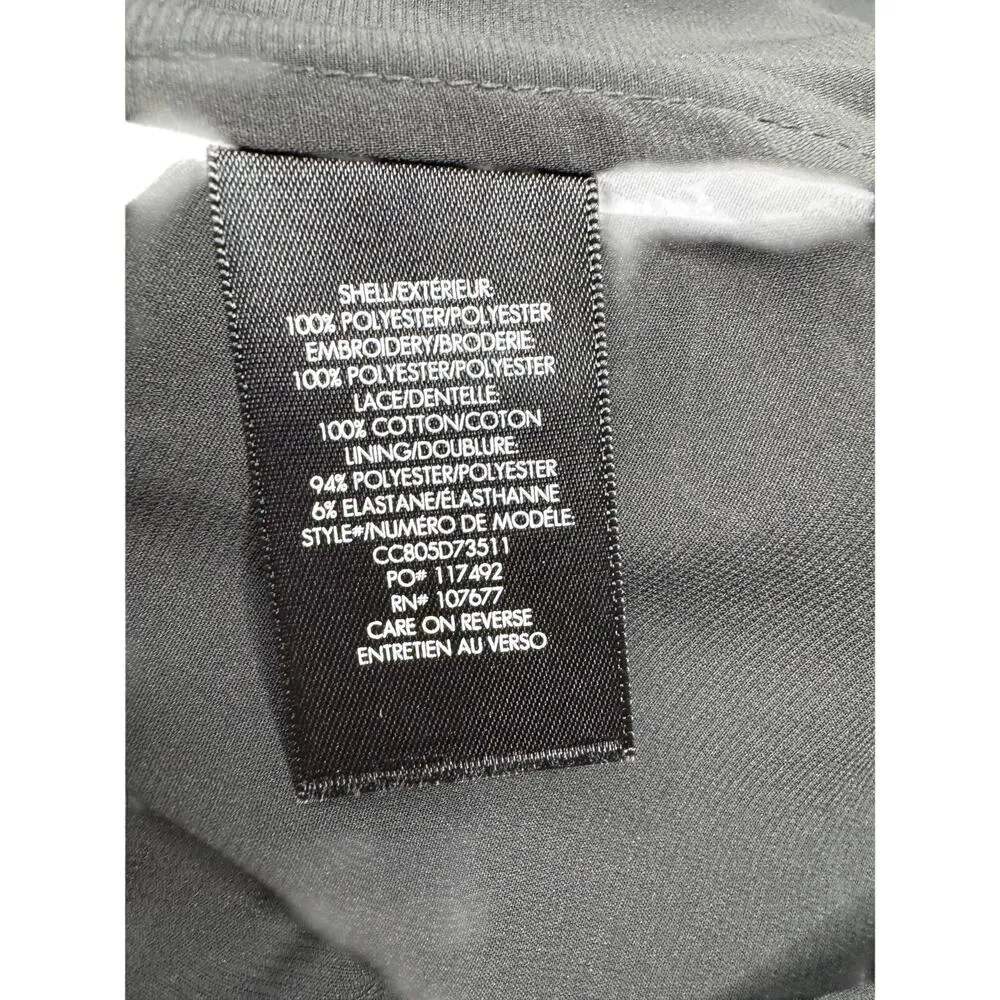 SHELL/EXTÉRIEUR:
100% POLYESTER/POLYESTER
EMBROIDERY/BRODERIE:
100% POLYESTER/POLYESTER
LACE/DENTELLE:
100% COTTON/COTON
LINING/DOUBLURE:
94% POLYESTER/POLYESTER
6% ELASTANE/ÉLASTHANNE
STYLE#/NUMÉRO DE MODÉLE:
CC805D73511
PO# 117492
RN# 107677
CARE ON REVERSE
ENTRETIEN AU VERSO